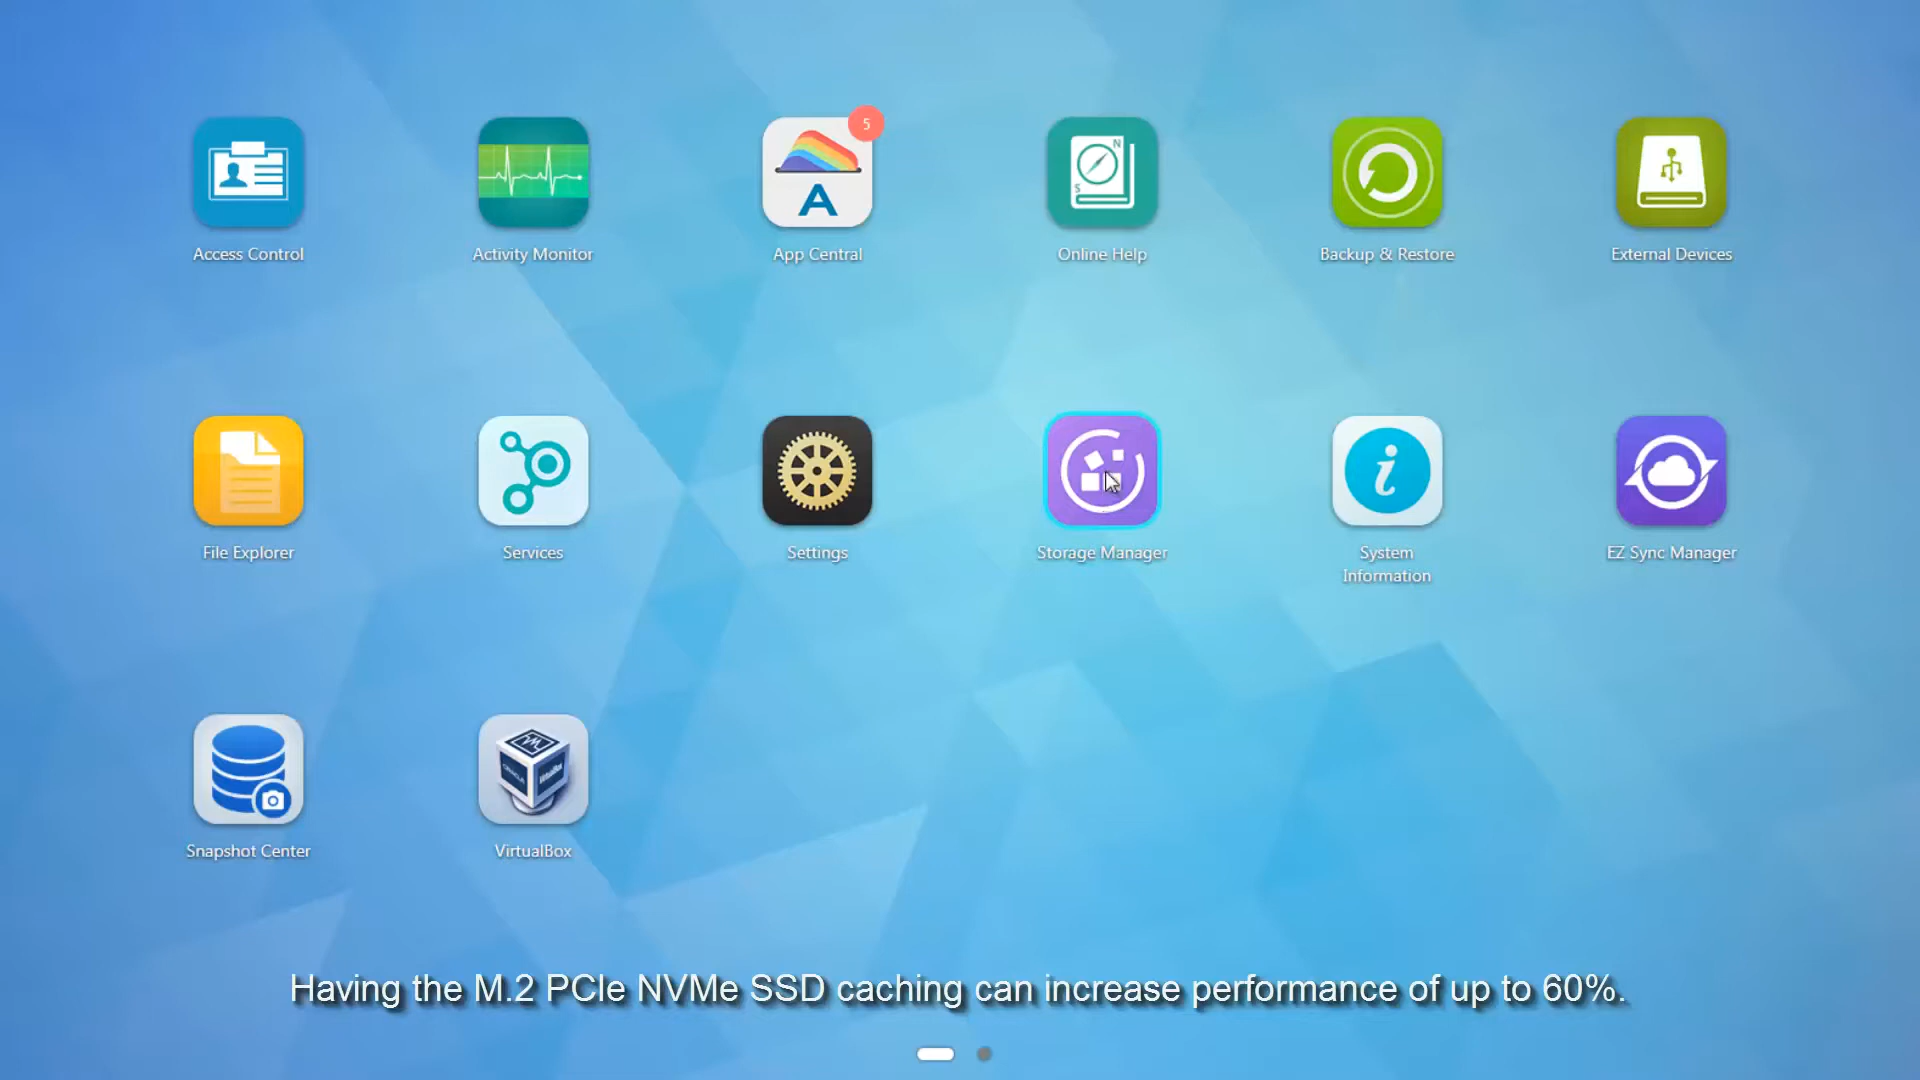 5
N
S
A
Access Control
Activity Monitor
App Central
Online Help
Backup & Restore
External Devices
i
File Explorer
Services
Settings
Storage Manager
System
Information
EZ Sync Manager
ORACLE
VirtualBox
Snapshot Center
VirtualBox
Having the M.2 PCIe NVMe SSD caching can increase performance of up to 60%.